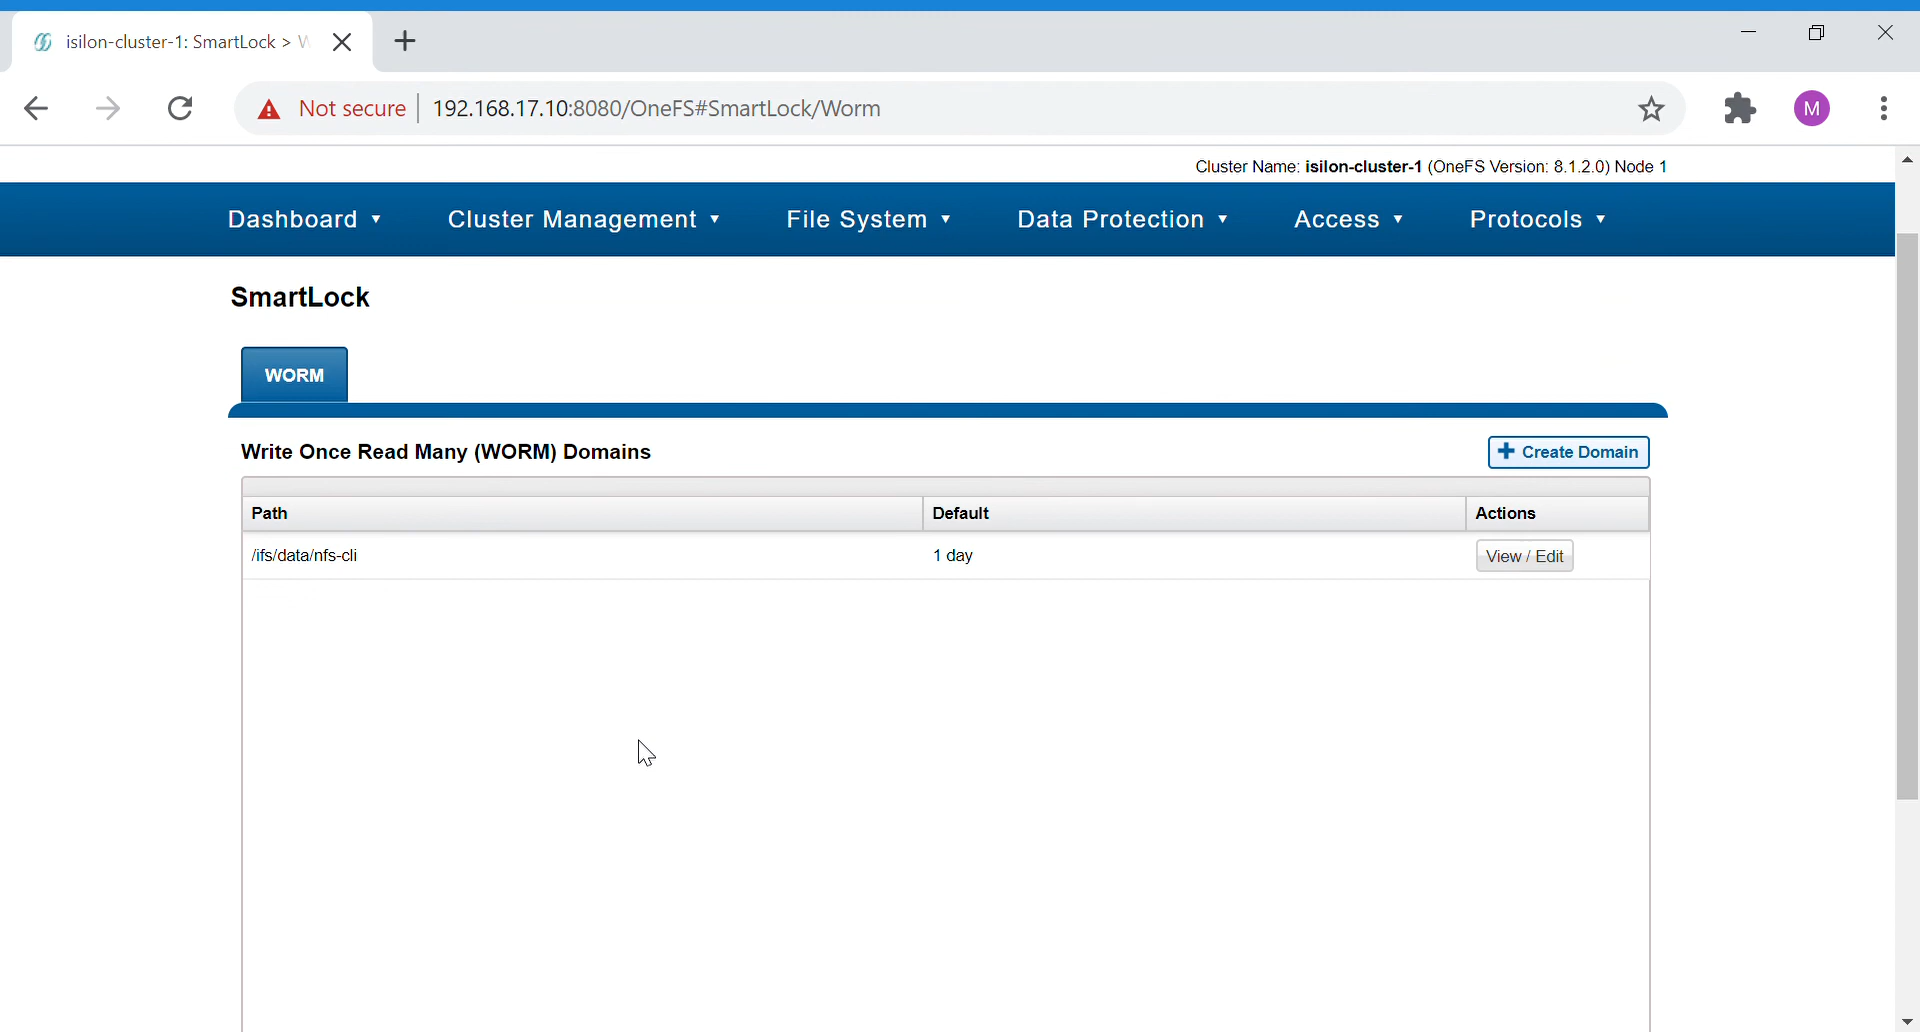 isilon-cluster-1: SmartLock > W
Not secure
192.168.17.10:8080/OneFS#SmartLock/Worm
M
Cluster Name: isilon-cluster-1 (OneFS Version: 8.1.2.0) Node 1
Dashboard Cluster Management File System Data Protection Access Protocols
SmartLock
WORM
Write Once Read Many (WORM) Domains
Create Domain
Path Default Actions
/ifs/data/nfs-cli 1 day View / Edit